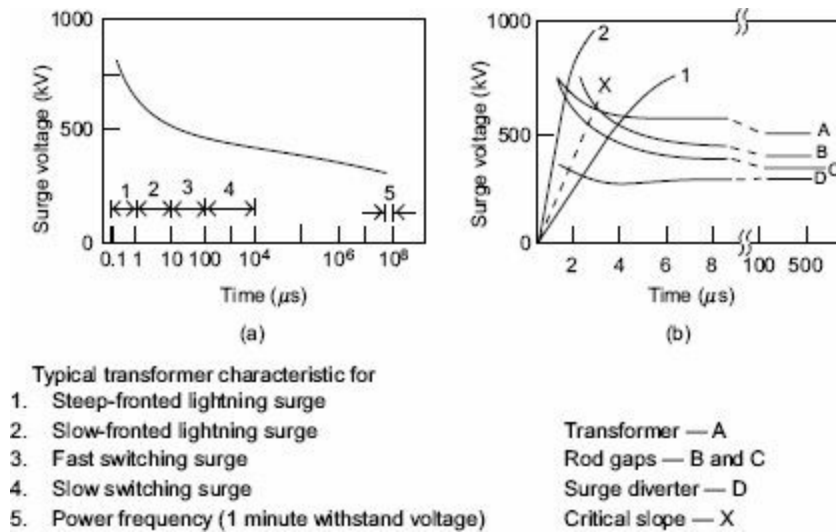 1000
500
0
Surge voltage (kV)
1
2
3
4
5
0.1 1 10 100 10⁴ 10⁶ 10⁸
Time (μs)
(a)
1000
500
0
Surge voltage (kV)
2
1
X
A
B
C
D
2 4 6 8 100 500
Time (μs)
(b)
Typical transformer characteristic for
1. Steep-fronted lightning surge
2. Slow-fronted lightning surge
3. Fast switching surge
4. Slow switching surge
5. Power frequency (1 minute withstand voltage)
Transformer — A
Rod gaps — B and C
Surge diverter — D
Critical slope — X